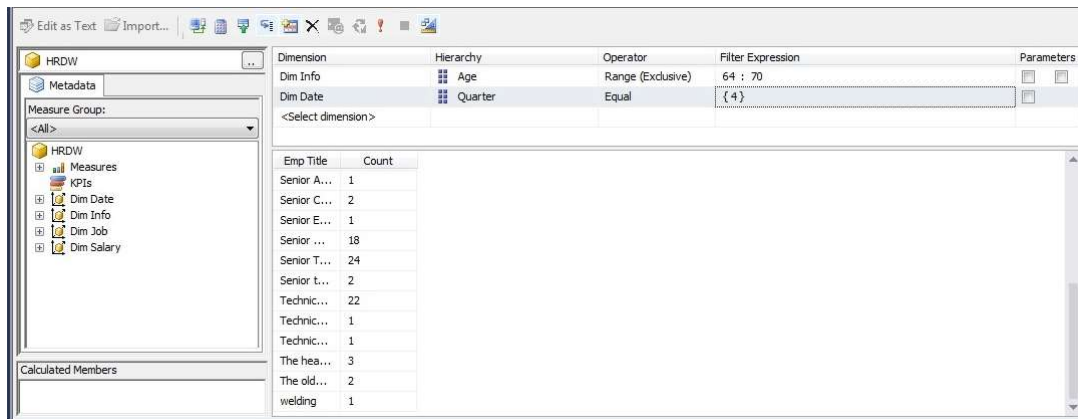 Edit as Text Import...
HRDW ..
Metadata
Measure Group:
<All>
HRDW
Measures
KPIs
Dim Date
Dim Info
Dim Job
Dim Salary
Calculated Members
Dimension Hierarchy Operator Filter Expression Parameters
Dim Info Age Range (Exclusive) 64 : 70
Dim Date Quarter Equal { 4 }
<Select dimension>
Emp Title Count
Senior A... 1
Senior C... 2
Senior E... 1
Senior ... 18
Senior T... 24
Senior t... 2
Technic... 22
Technic... 1
Technic... 1
The hea... 3
The old... 2
welding 1